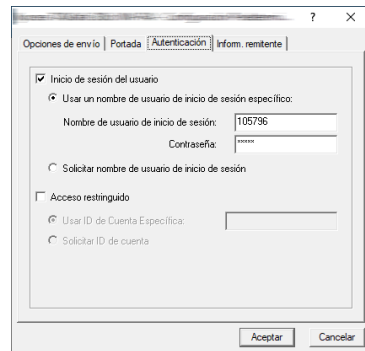 ? ×
Opciones de envío Portada Autenticación Inform. remitente
Inicio de sesión del usuario
Usar un nombre de usuario de inicio de sesión específico:
Nombre de usuario de inicio de sesión: 105796
Contraseña: *****
Solicitar nombre de usuario de inicio de sesión
Acceso restringido
Usar ID de Cuenta Específica:
Solicitar ID de cuenta
Aceptar Cancelar